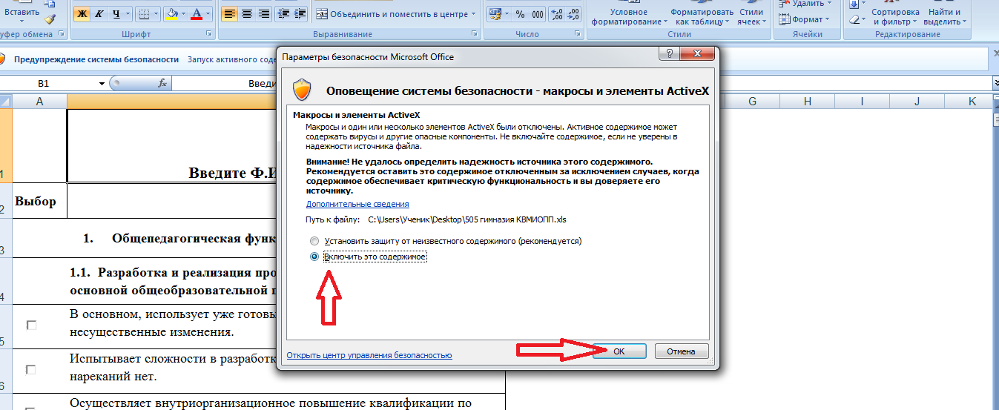 Вставить
Ж К Ч
Объединить и поместить в центре
% 000
Условное форматирование
Форматировать как таблицу
Стили ячеек
Удалить
Формат
Сортировка и фильтр
Найти и выделить
уфер обмена
Шрифт
Выравнивание
Число
Стили
Ячейки
Редактирование
Предупреждение системы безопасности Запуск активного соде
B1
fx
Введи
A
G H I J K
1
Введите Ф.И
2
Выбор
3
1. Общепедагогическая функ
4
1.1. Разработка и реализация про
основной общеобразовательной п
5
В основном, использует уже готовы
несущественные изменения.
6
Испытывает сложности в разработк
нареканий нет.
Осуществляет внутриорганизационное повышение квалификации по
Параметры безопасности Microsoft Office
?
Оповещение системы безопасности - макросы и элементы ActiveX
Макросы и элементы ActiveX
Макросы и один или несколько элементов ActiveX были отключены. Активное содержимое может
содержать вирусы и другие опасные компоненты. Не включайте содержимое, если не уверены в
надежности источника файла.
Внимание! Не удалось определить надежность источника этого содержимого.
Рекомендуется оставить это содержимое отключенным за исключением случаев, когда
содержимое обеспечивает критическую функциональность и вы доверяете его
источнику.
Дополнительные сведения
Путь к файлу: C:\Users\Ученик\Desktop\505 гимназия КВМИОПП.xls
Установить защиту от неизвестного содержимого (рекомендуется)
Включить это содержимое
Открыть центр управления безопасностью
ОК
Отмена